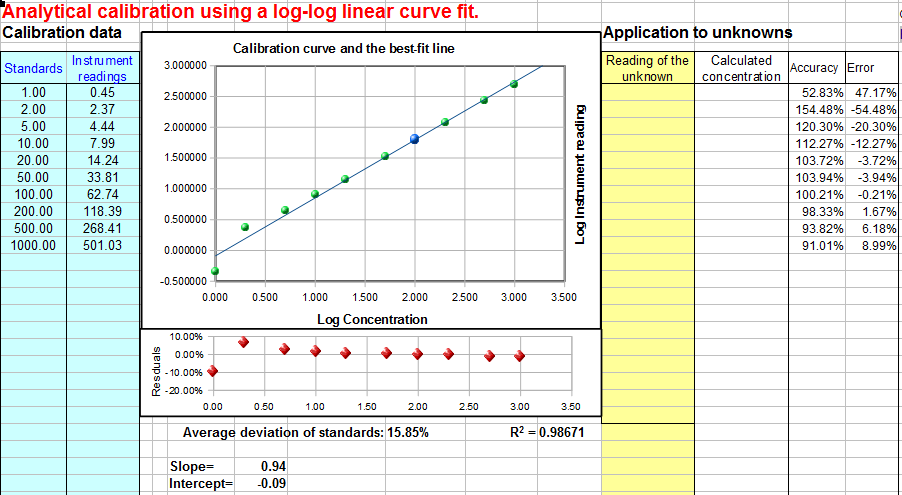 Analytical calibration using a log-log linear curve fit.
Calibration data
Application to unknowns
Standards Instrument readings
1.00 0.45
2.00 2.37
5.00 4.44
10.00 7.99
20.00 14.24
50.00 33.81
100.00 62.74
200.00 118.39
500.00 268.41
1000.00 501.03
Calibration curve and the best-fit line
3.000000
2.500000
2.000000
1.500000
1.000000
0.500000
0.000000
-0.500000
0.000 0.500 1.000 1.500 2.000 2.500 3.000 3.500
Log Concentration
Log Instrument reading
10.00%
0.00%
-10.00%
-20.00%
Resduals
0.00 0.50 1.00 1.50 2.00 2.50 3.00 3.50
Average deviation of standards: 15.85% R² = 0.98671
Slope= 0.94
Intercept= -0.09
Reading of the unknown
Calculated concentration
Accuracy Error
52.83% 47.17%
154.48% -54.48%
120.30% -20.30%
112.27% -12.27%
103.72% -3.72%
103.94% -3.94%
100.21% -0.21%
98.33% 1.67%
93.82% 6.18%
91.01% 8.99%